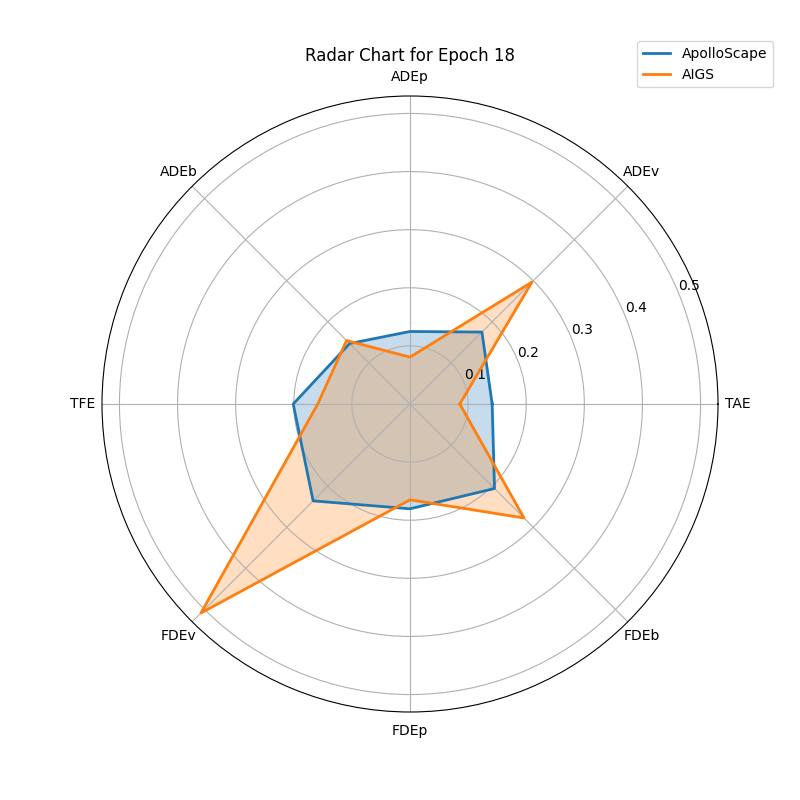 Radar Chart for Epoch 18
ApolloScape
AIGS
ADEp
ADEb
ADEv
0.5
0.4
0.3
0.2
0.1
TFE
TAE
FDEv
FDEb
FDEp